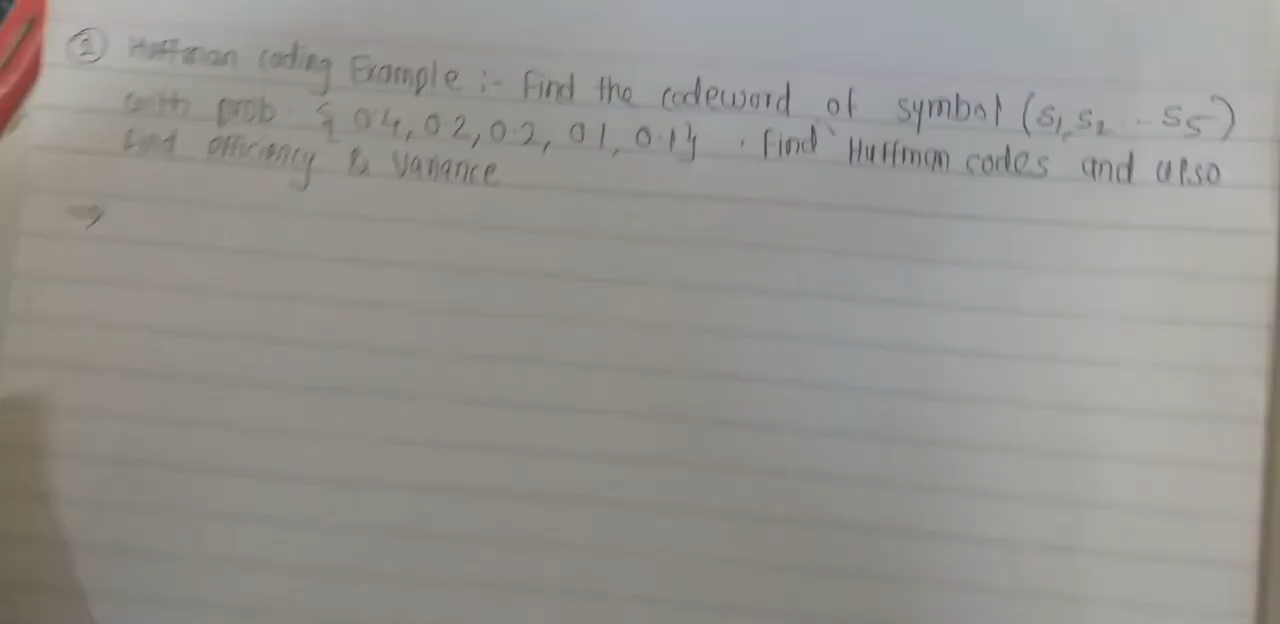 ① Huffman coding Example :- Find the codeword of symbol (S1, S2 .. S5)
with prob. { 0.4, 0.2, 0.2, 0.1, 0.1 } . Find Huffman codes and also
find efficiency & variance
⇒